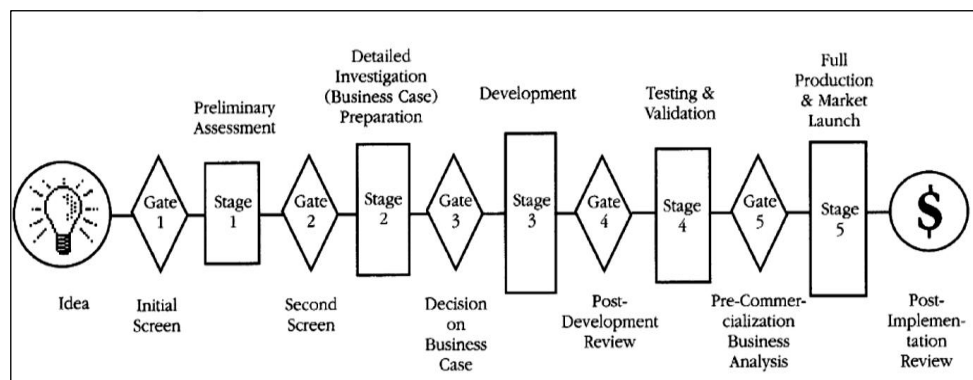 Detailed
Investigation
(Business Case)
Preparation
Full
Production
& Market
Launch
Preliminary
Assessment
Development
Testing &
Validation
Gate
1
Stage
1
Gate
2
Stage
2
Gate
3
Stage
3
Gate
4
Stage
4
Gate
5
Stage
5
$
Idea
Initial
Screen
Second
Screen
Decision
on
Business
Case
Post-
Development
Review
Pre-Commer-
cialization
Business
Analysis
Post-
Implemen-
tation
Review